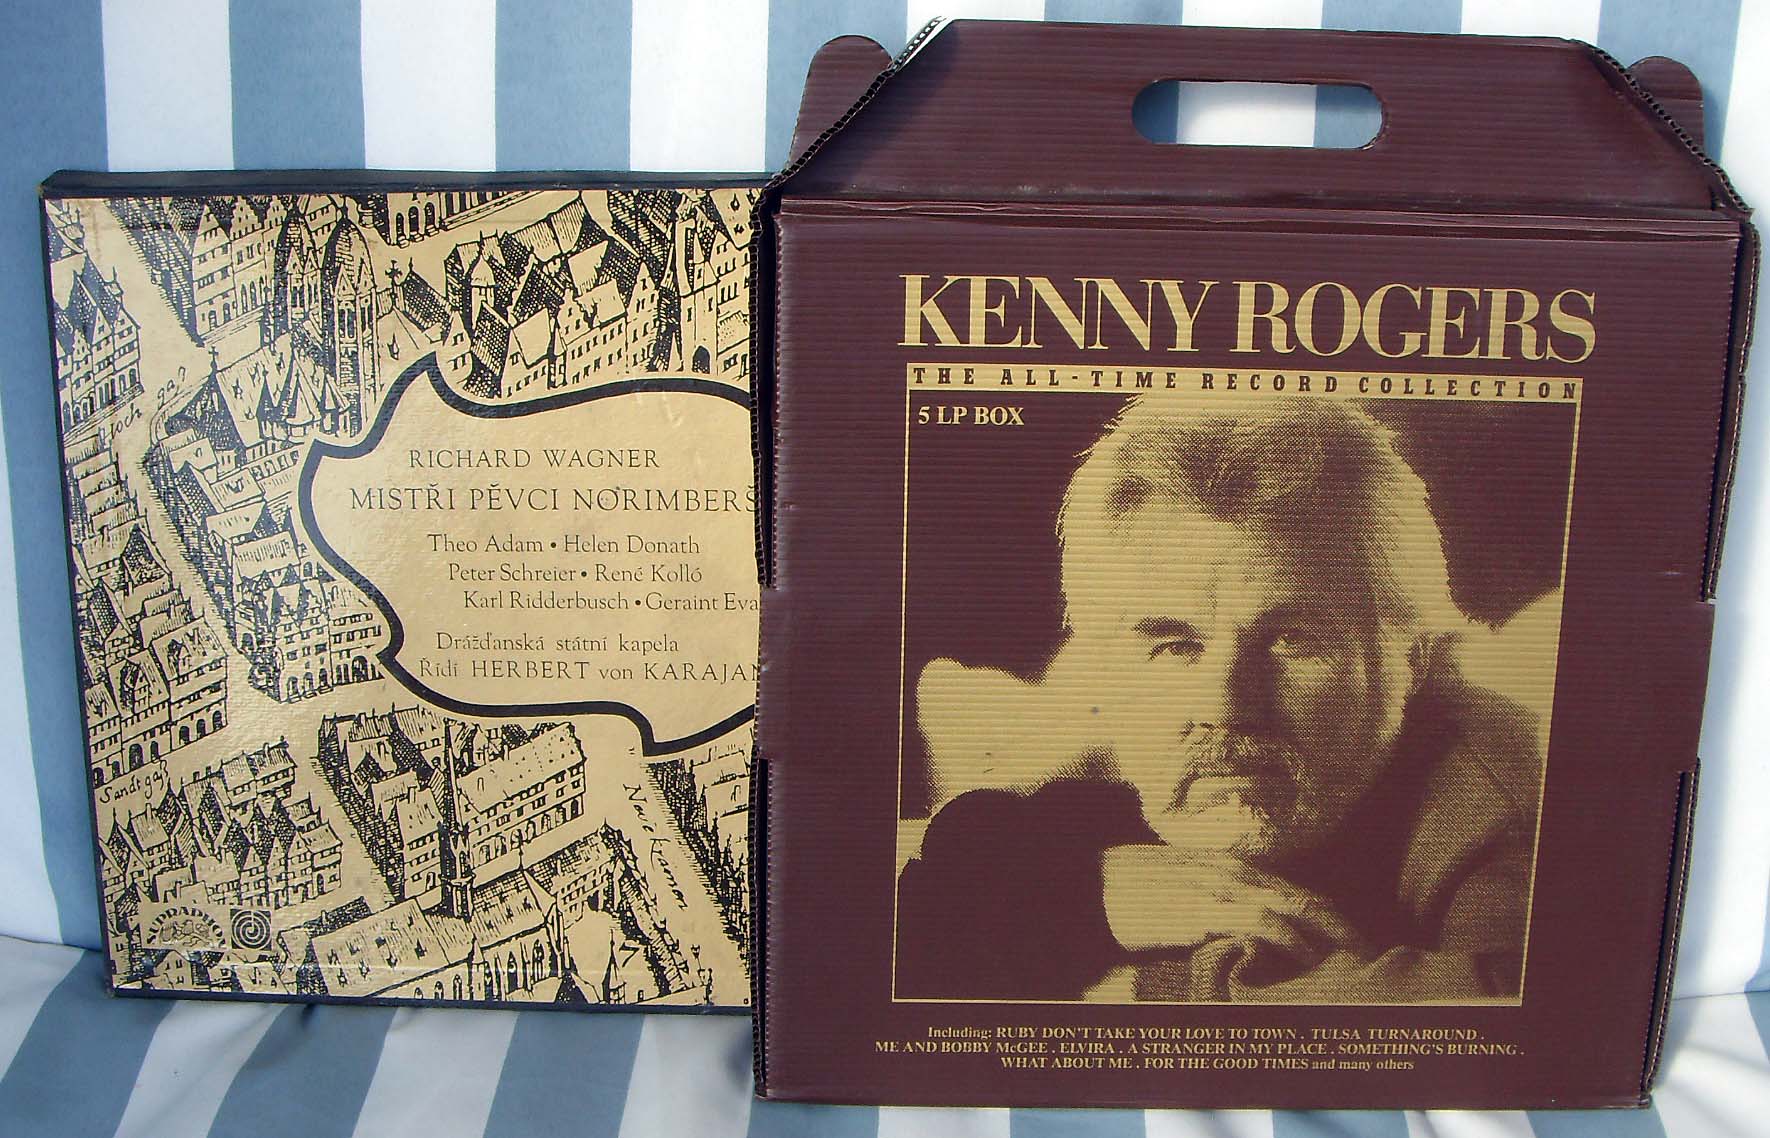 RICHARD WAGNER
MISTŘI PĚVCI NORIMBERŠ
Theo Adam • Helen Donath
Peter Schreier • René Kolló
Karl Ridderbusch • Geraint Eva
Drážďanská státní kapela
Řídí HERBERT von KARAJAN
Sandt gaß
SUPRAPHON
KENNY ROGERS
THE ALL-TIME RECORD COLLECTION
5 LP BOX
Including: RUBY DON'T TAKE YOUR LOVE TO TOWN . TULSA TURNAROUND .
ME AND BOBBY McGEE . ELVIRA . A STRANGER IN MY PLACE . SOMETHING'S BURNING .
WHAT ABOUT ME . FOR THE GOOD TIMES and many others